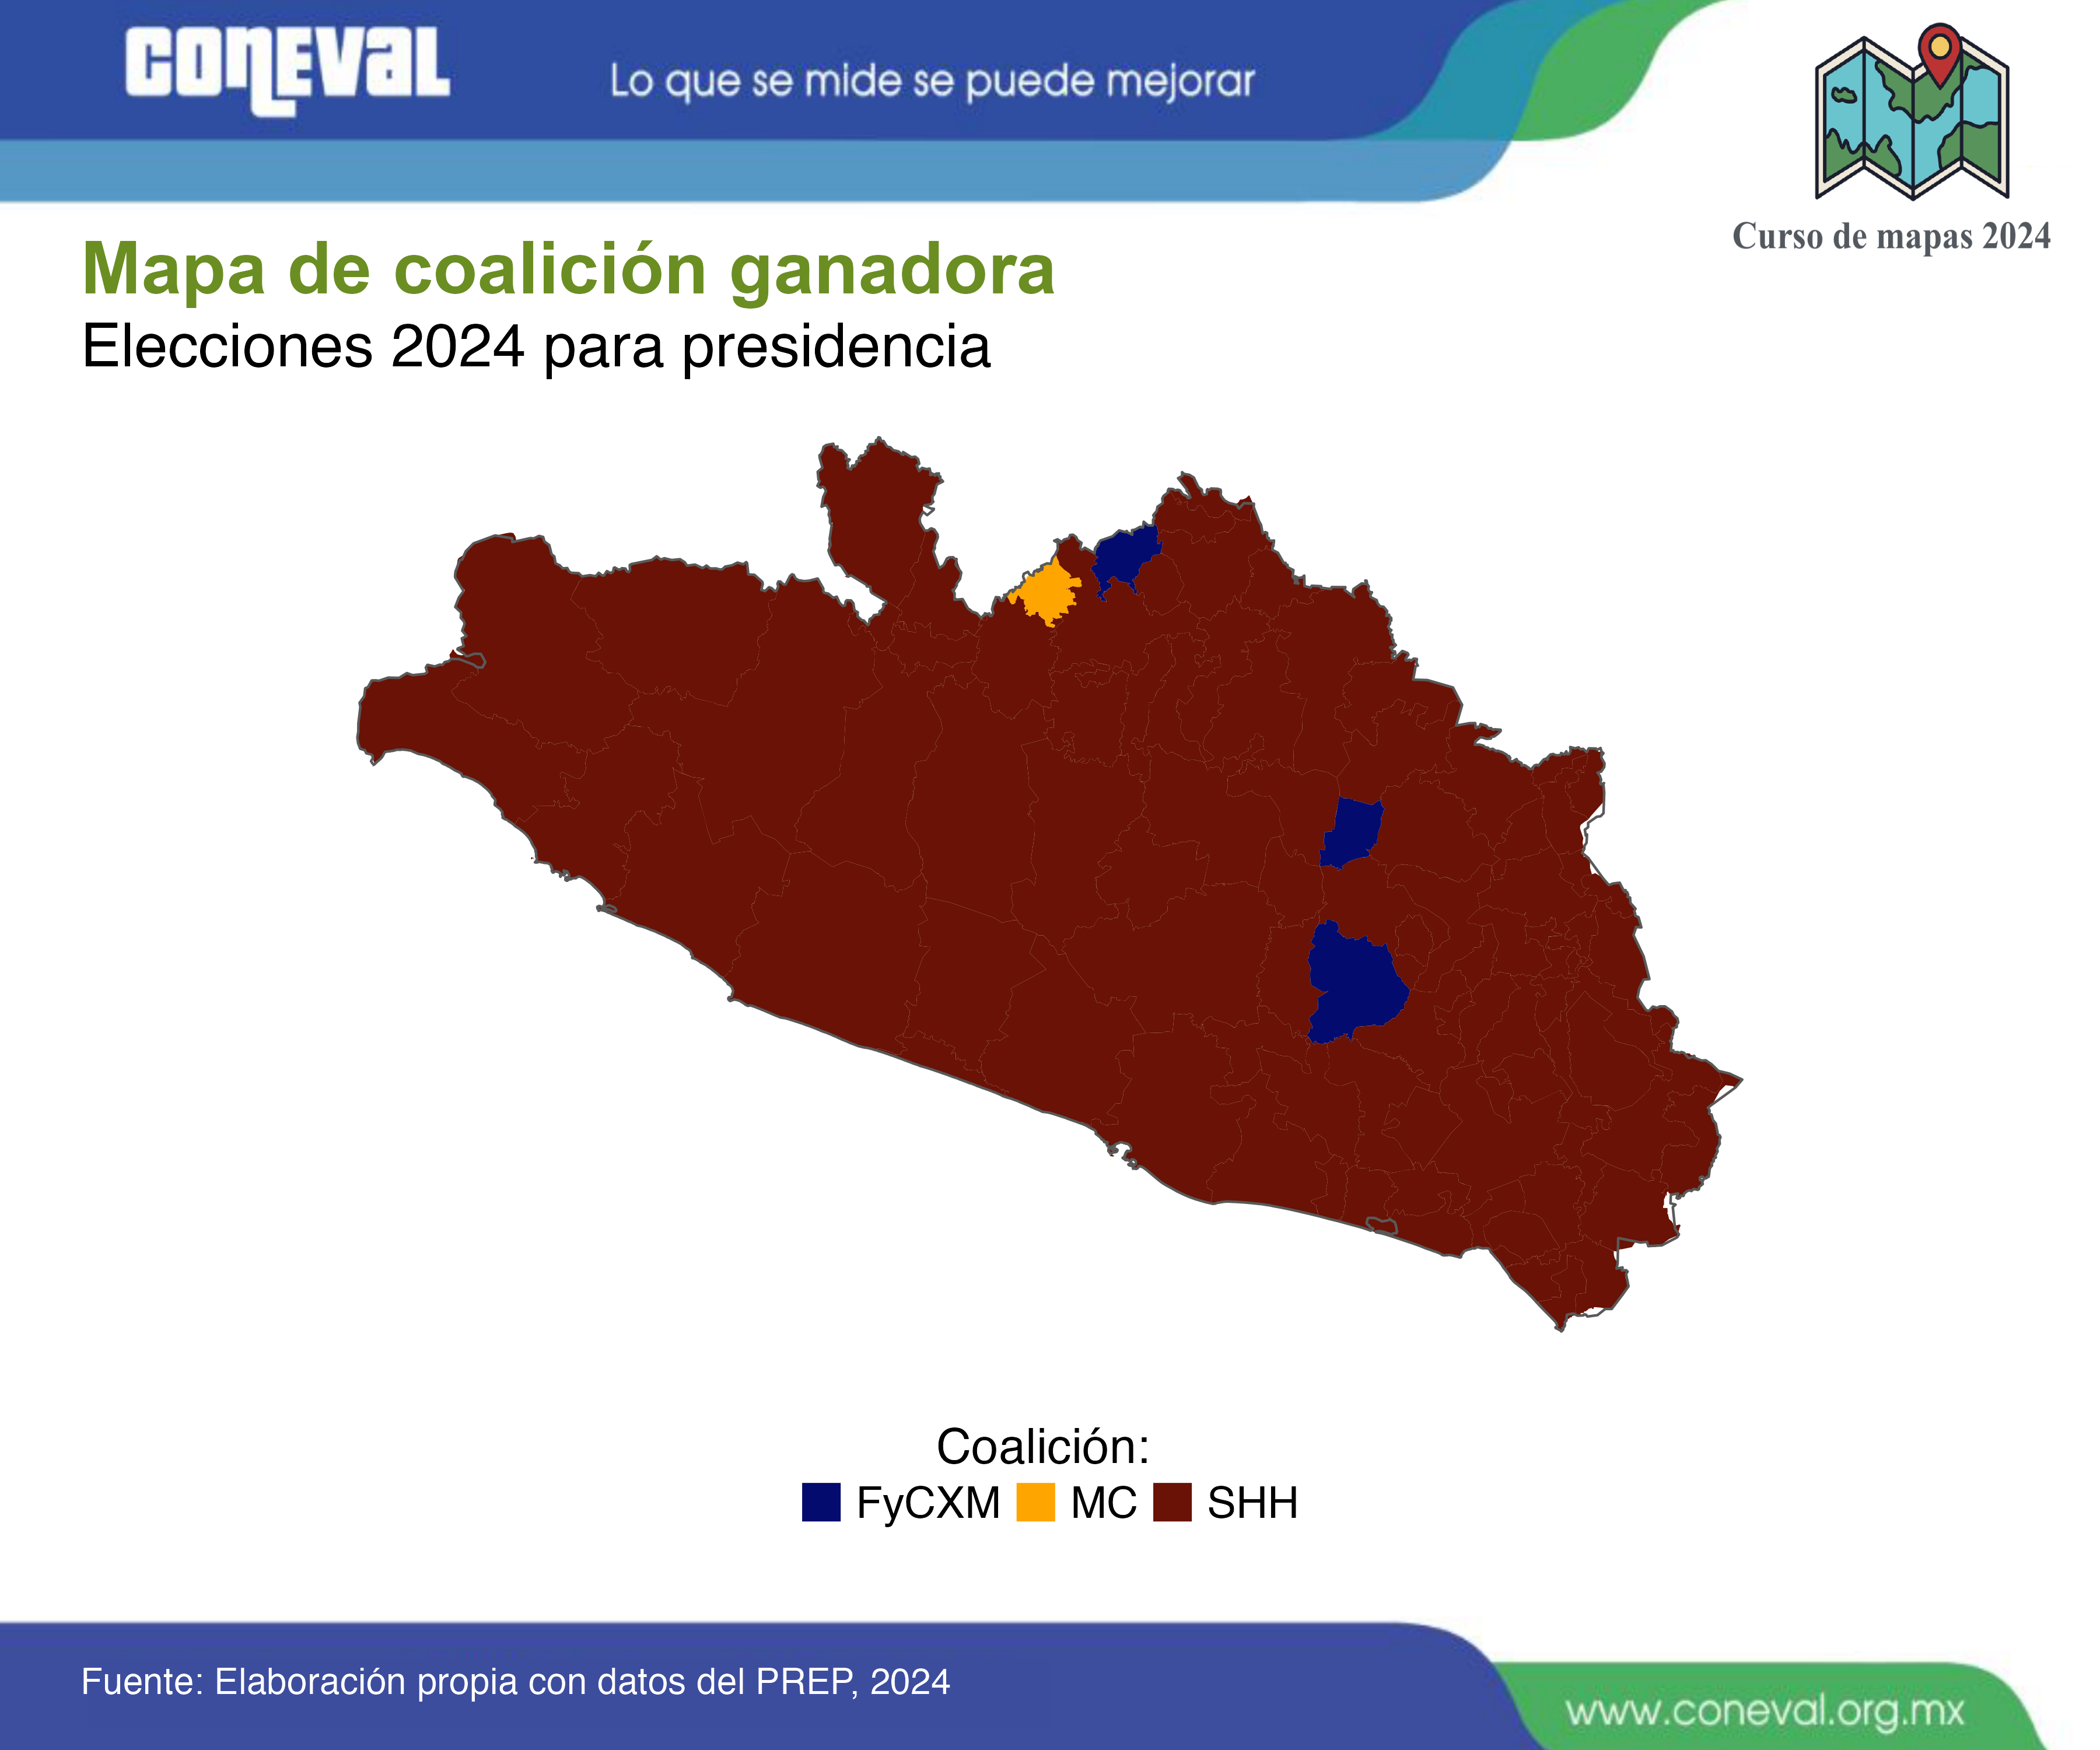 CONEVAL
Lo que se mide se puede mejorar
Curso de mapas 2024
Mapa de coalición ganadora
Elecciones 2024 para presidencia
Coalición:
FyCXM MC SHH
Fuente: Elaboración propia con datos del PREP, 2024
www.coneval.org.mx